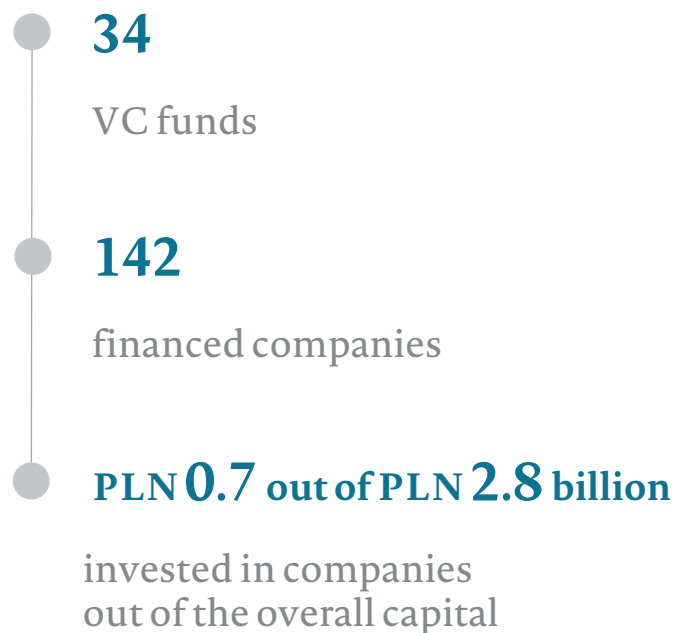 34
VC funds
142
financed companies
PLN 0.7 out of PLN 2.8 billion
invested in companies
out of the overall capital